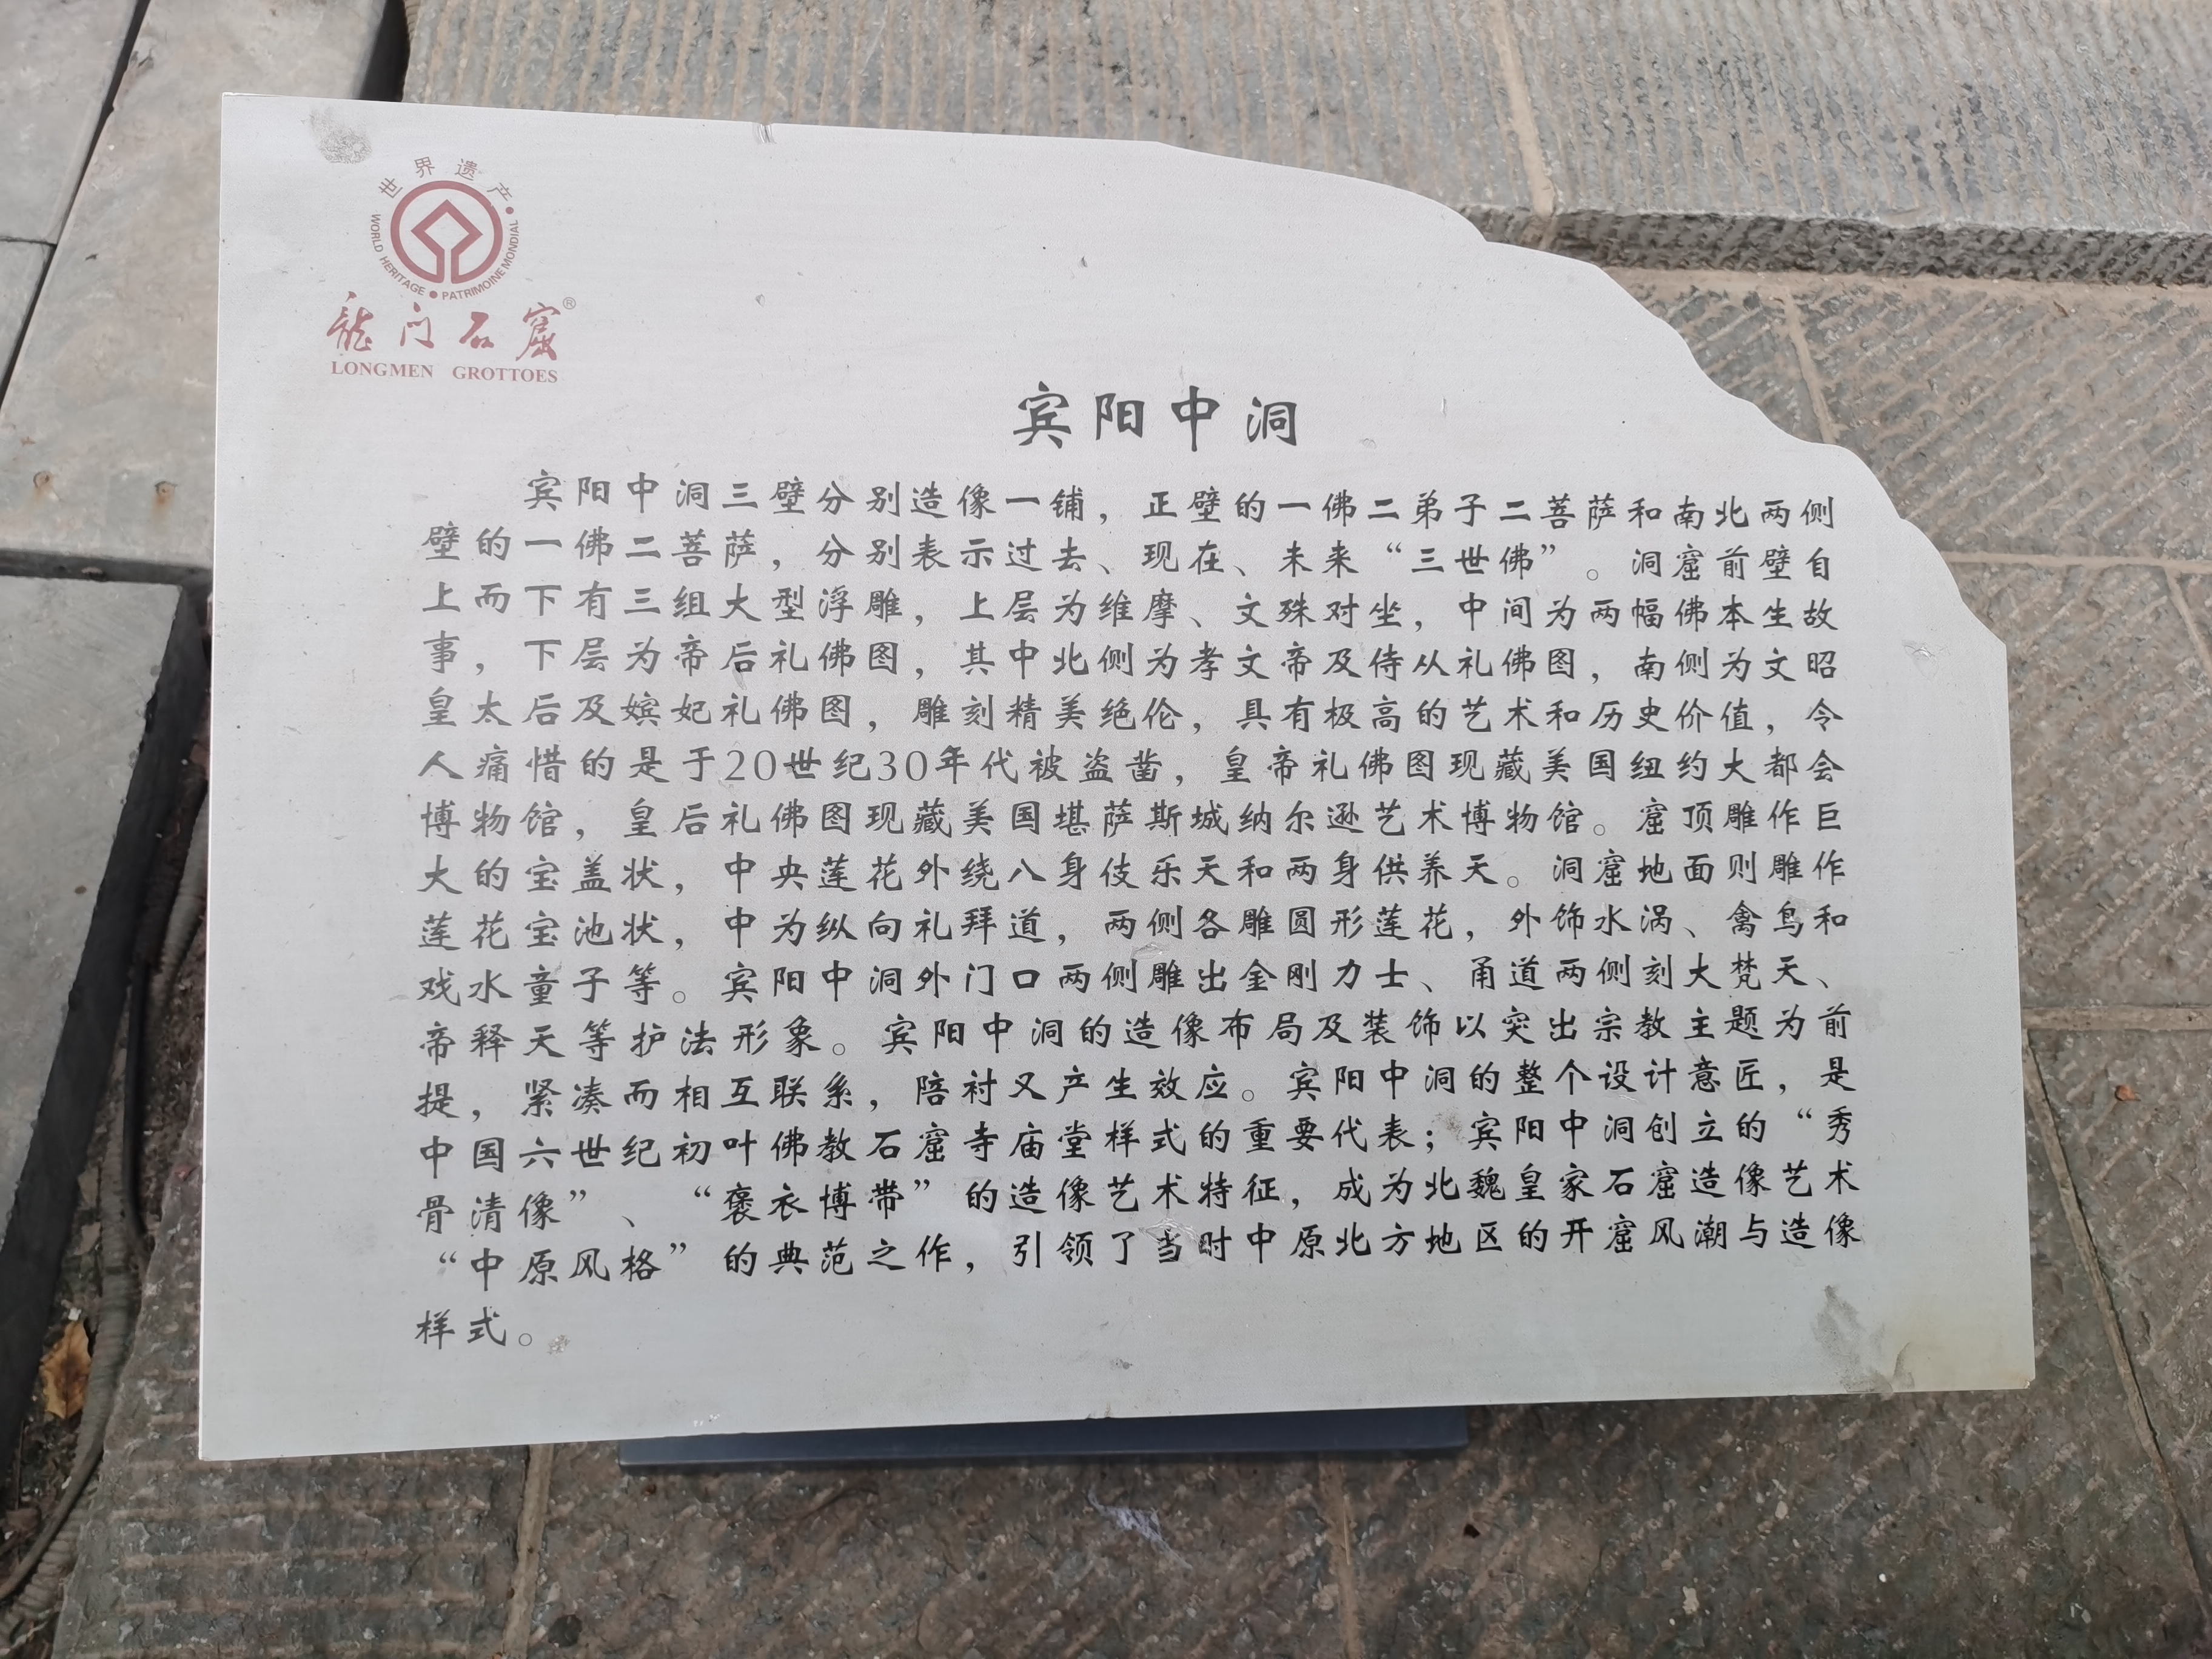 世界遗产
WORLD HERITAGE • PATRIMOINE MONDIAL
龙门石窟®
LONGMEN GROTTOES
宾阳中洞
宾阳中洞三壁分别造像一铺，正壁的一佛二弟子二菩萨和南北两侧
壁的一佛二菩萨，分别表示过去、现在、未来“三世佛”。洞窟前壁自
上而下有三组大型浮雕，上层为维摩、文殊对坐，中间为两幅佛本生故
事，下层为帝后礼佛图，其中北侧为孝文帝及侍从礼佛图，南侧为文昭
皇太后及嫔妃礼佛图，雕刻精美绝伦，具有极高的艺术和历史价值，令
人痛惜的是于20世纪30年代被盗凿，皇帝礼佛图现藏美国纽约大都会
博物馆，皇后礼佛图现藏美国堪萨斯城纳尔逊艺术博物馆。窟顶雕作巨
大的宝盖状，中央莲花外绕八身伎乐天和两身供养天。洞窟地面则雕作
莲花宝池状，中为纵向礼拜道，两侧各雕圆形莲花，外饰水涡、禽鸟和
戏水童子等。宾阳中洞外门口两侧雕出金刚力士、甬道两侧刻大梵天、
帝释天等护法形象。宾阳中洞的造像布局及装饰以突出宗教主题为前
提，紧凑而相互联系，陪衬又产生效应。宾阳中洞的整个设计意匠，是
中国六世纪初叶佛教石窟寺庙堂样式的重要代表；宾阳中洞创立的“秀
骨清像”、“褒衣博带”的造像艺术特征，成为北魏皇家石窟造像艺术
“中原风格”的典范之作，引领了当时中原北方地区的开窟风潮与造像
样式。